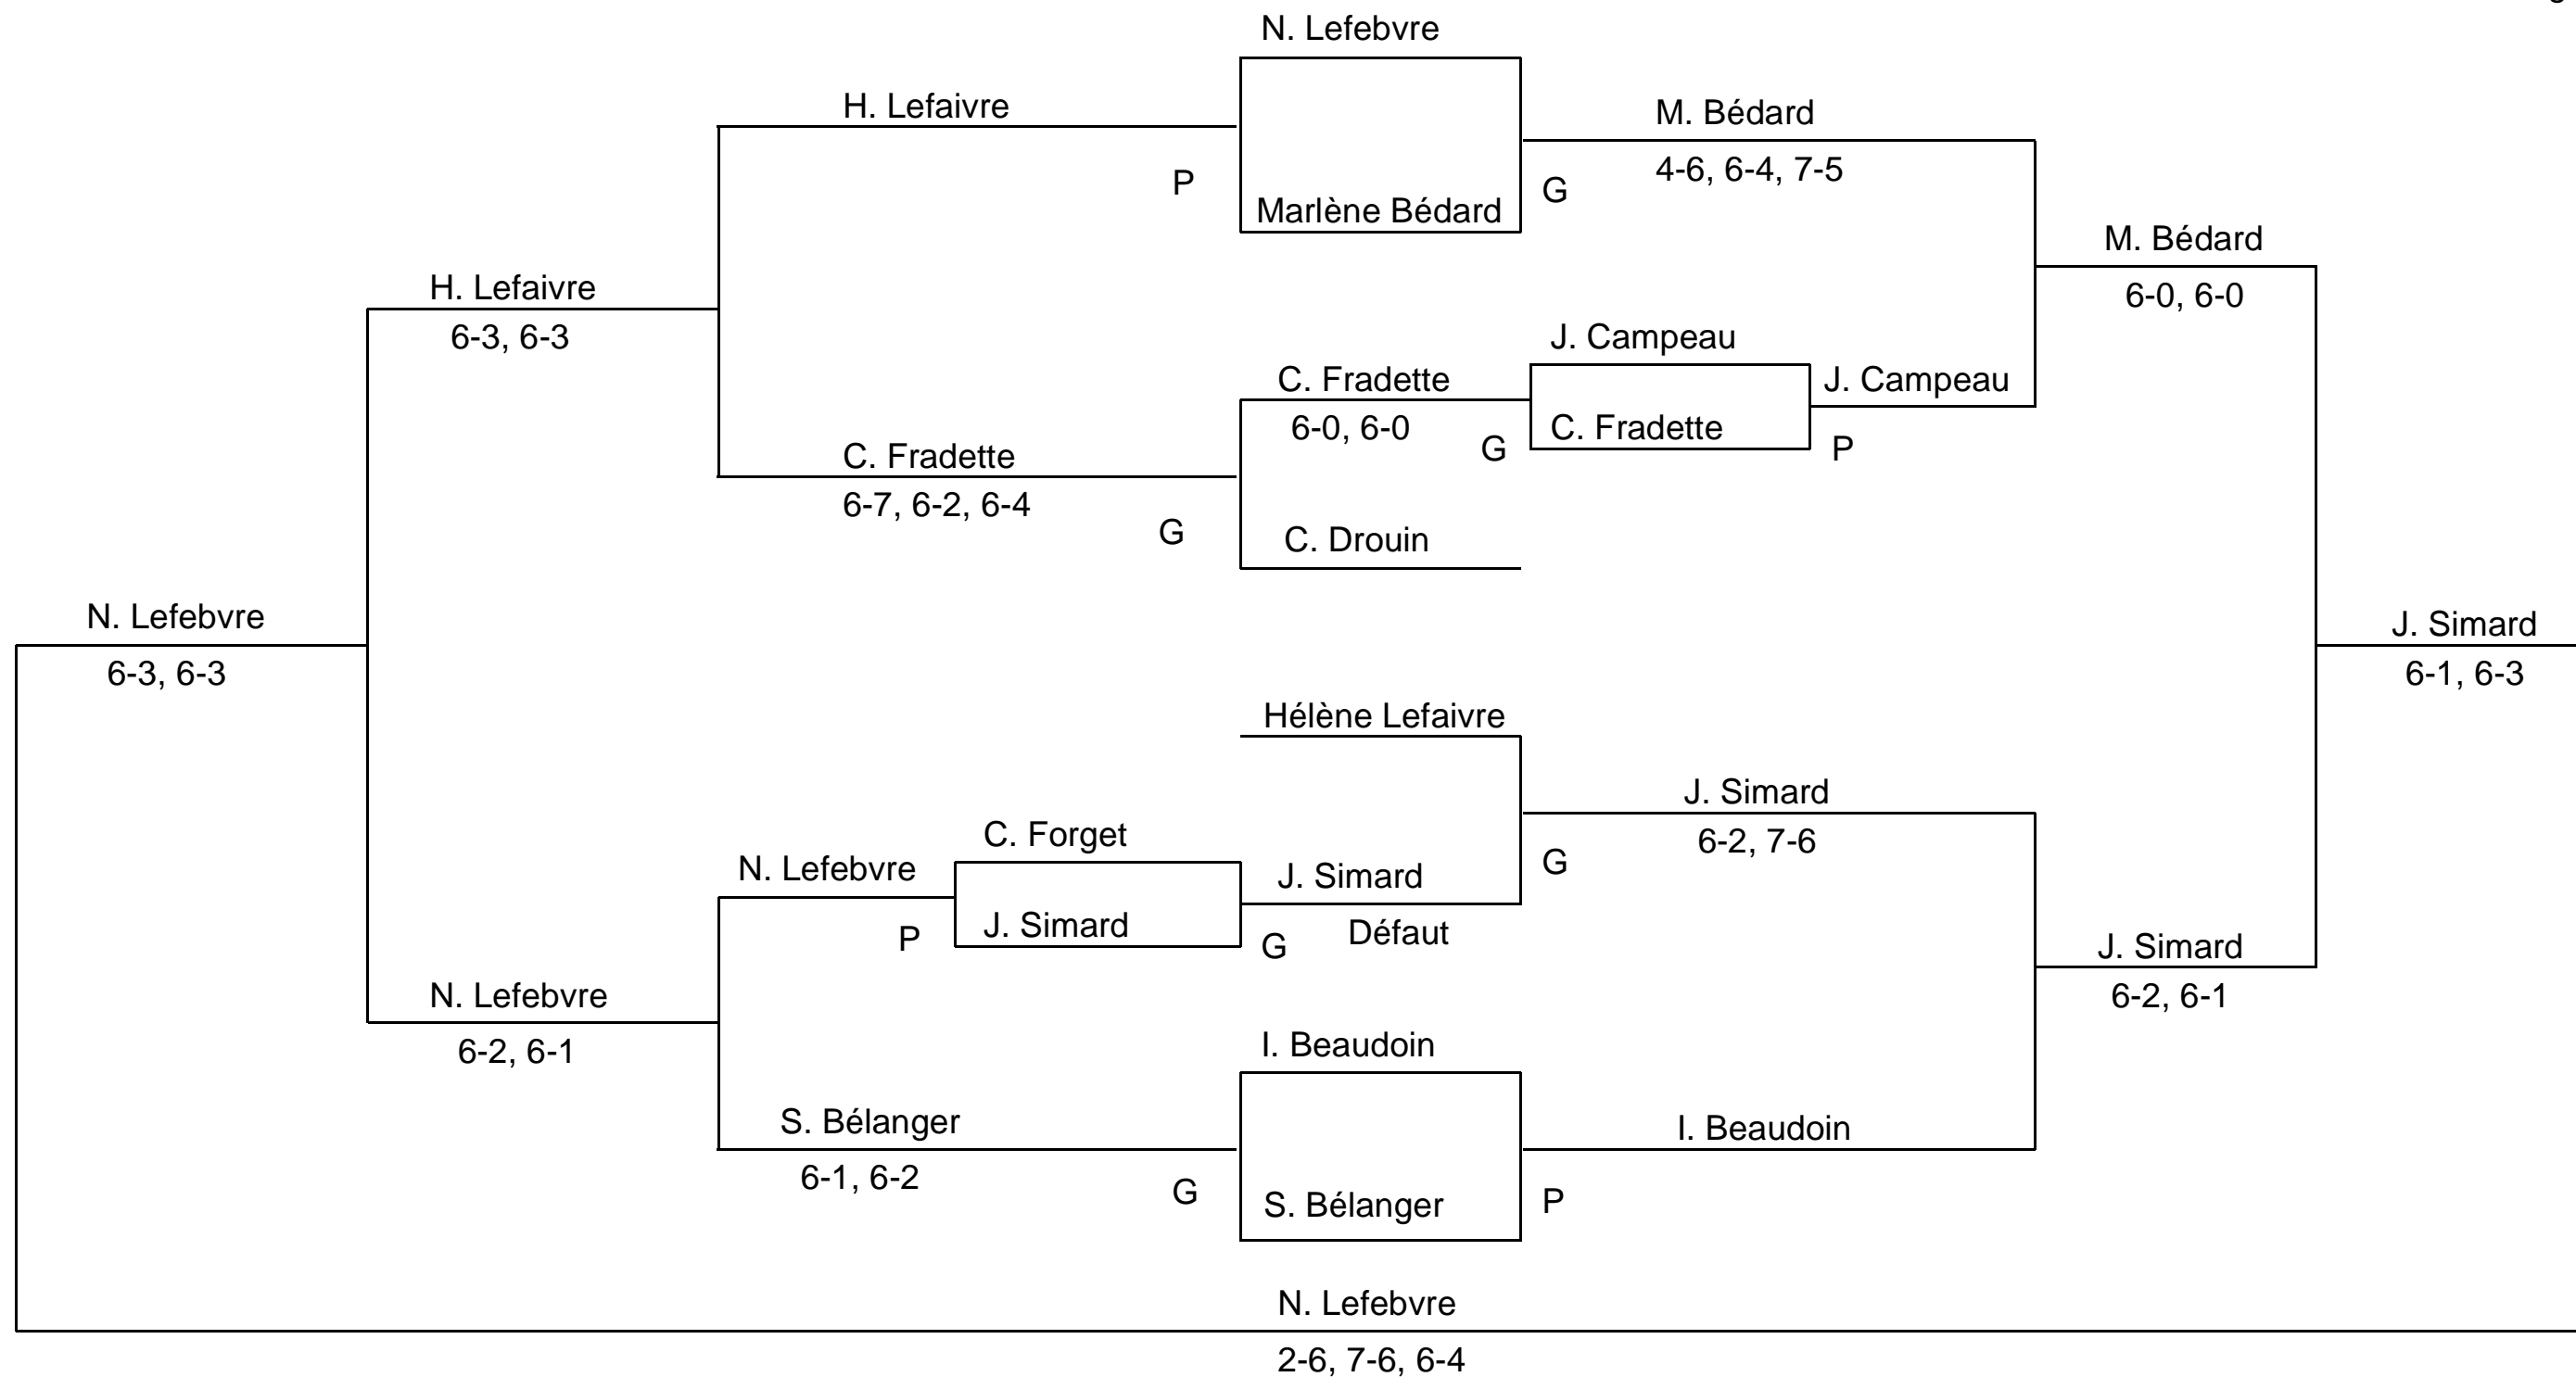 N. Lefebvre
H. Lefaivre
M. Bédard
4-6, 6-4, 7-5
P
G
Marlène Bédard
M. Bédard
6-0, 6-0
H. Lefaivre
6-3, 6-3
J. Campeau
C. Fradette
J. Campeau
6-0, 6-0
C. Fradette
G
P
C. Fradette
6-7, 6-2, 6-4
G
C. Drouin
N. Lefebvre
6-3, 6-3
J. Simard
6-1, 6-3
Hélène Lefaivre
J. Simard
6-2, 7-6
C. Forget
N. Lefebvre
J. Simard
G
P
J. Simard
G
Défaut
J. Simard
6-2, 6-1
N. Lefebvre
6-2, 6-1
I. Beaudoin
S. Bélanger
6-1, 6-2
I. Beaudoin
G
S. Bélanger
P
N. Lefebvre
2-6, 7-6, 6-4